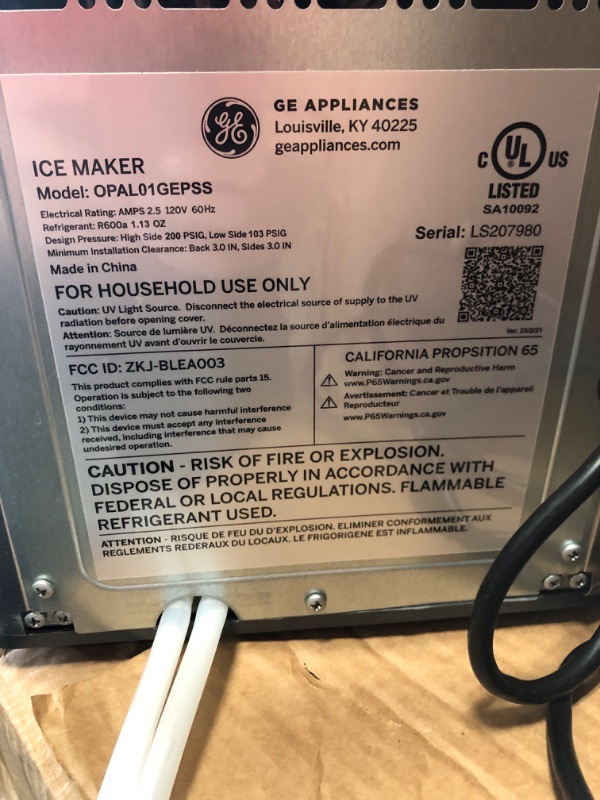 GE APPLIANCES
Louisville, KY 40225
geappliances.com
GE
C UL US
LISTED
SA10092
ICE MAKER
Model: OPAL01GEPSS
Electrical Rating: AMPS 2.5 120V 60Hz
Refrigerant: R600a 1.13 OZ
Design Pressure: High Side 200 PSIG, Low Side 103 PSIG
Minimum Installation Clearance: Back 3.0 IN, Sides 3.0 IN
Serial: LS207980
Made in China
FOR HOUSEHOLD USE ONLY
Caution: UV Light Source. Disconnect the electrical source of supply to the UV
radiation before opening cover.
Attention: Source de lumière UV. Déconnectez la source d'alimentation électrique du
rayonnement UV avant d'ouvrir le couvercle.
Ver. 23/2/21
FCC ID: ZKJ-BLEA003
This product complies with FCC rule parts 15.
Operation is subject to the following two
conditions:
1) This device may not cause harmful interference
2) This device must accept any interference
received, including interference that may cause
undesired operation.
CALIFORNIA PROPSITION 65
Warning: Cancer and Reproductive Harm
www.P65Warnings.ca.gov
Avertissement: Cancer et Trouble de l'appareil
Reproducteur
www.P65Warnings.ca.gov
CAUTION - RISK OF FIRE OR EXPLOSION.
DISPOSE OF PROPERLY IN ACCORDANCE WITH
FEDERAL OR LOCAL REGULATIONS. FLAMMABLE
REFRIGERANT USED.
ATTENTION - RISQUE DE FEU DU D'EXPLOSION. ELIMINER CONFORMEMENT AUX
REGLEMENTS REDERAUX DU LOCAUX. LE FRIGORIGENE EST INFLAMMABLE.